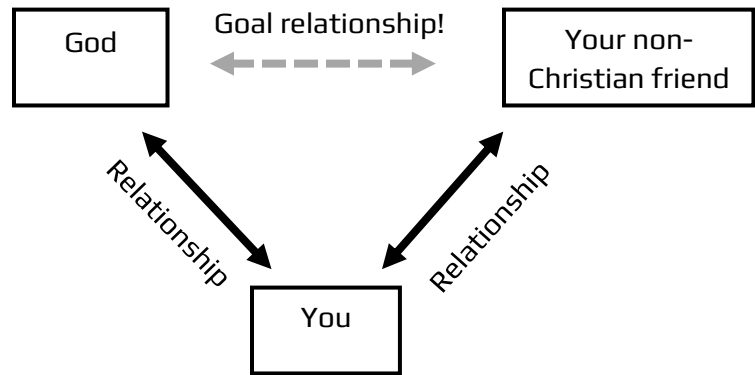 God
Goal relationship!
Your non-
Christian friend
Relationship
Relationship
You